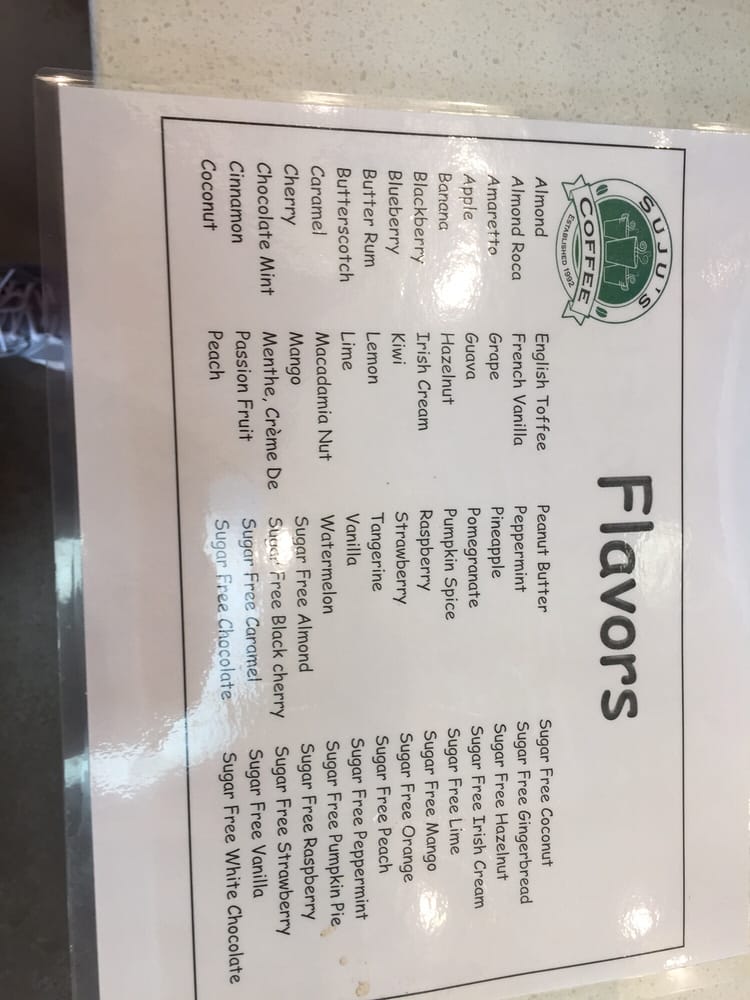 SUJU'S
COFFEE
ESTABLISHED 1992
Flavors
Almond
Almond Roca
Amaretto
Apple
Banana
Blackberry
Blueberry
Butter Rum
Butterscotch
Caramel
Cherry
Chocolate Mint
Cinnamon
Coconut
English Toffee
French Vanilla
Grape
Guava
Hazelnut
Irish Cream
Kiwi
Lemon
Lime
Macadamia Nut
Mango
Menthe, Crème De
Passion Fruit
Peach
Peanut Butter
Peppermint
Pineapple
Pomegranate
Pumpkin Spice
Raspberry
Strawberry
Tangerine
Vanilla
Watermelon
Sugar Free Almond
Sugar Free Black cherry
Sugar Free Caramel
Sugar Free Chocolate
Sugar Free Coconut
Sugar Free Gingerbread
Sugar Free Hazelnut
Sugar Free Irish Cream
Sugar Free Lime
Sugar Free Mango
Sugar Free Orange
Sugar Free Peach
Sugar Free Peppermint
Sugar Free Pumpkin Pie
Sugar Free Raspberry
Sugar Free Strawberry
Sugar Free Vanilla
Sugar Free White Chocolate